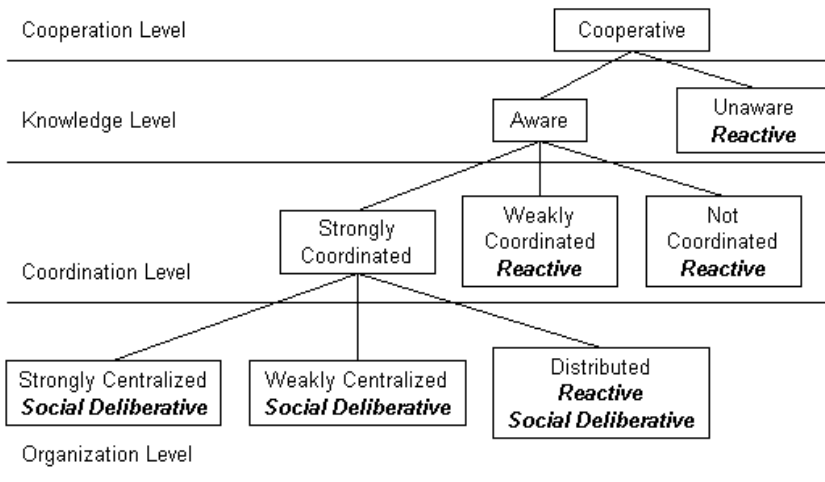 Cooperation Level
Cooperative
Knowledge Level
Aware
Unaware
Reactive
Strongly
Coordinated
Weakly
Coordinated
Reactive
Not
Coordinated
Reactive
Coordination Level
Strongly Centralized
Social Deliberative
Weakly Centralized
Social Deliberative
Distributed
Reactive
Social Deliberative
Organization Level